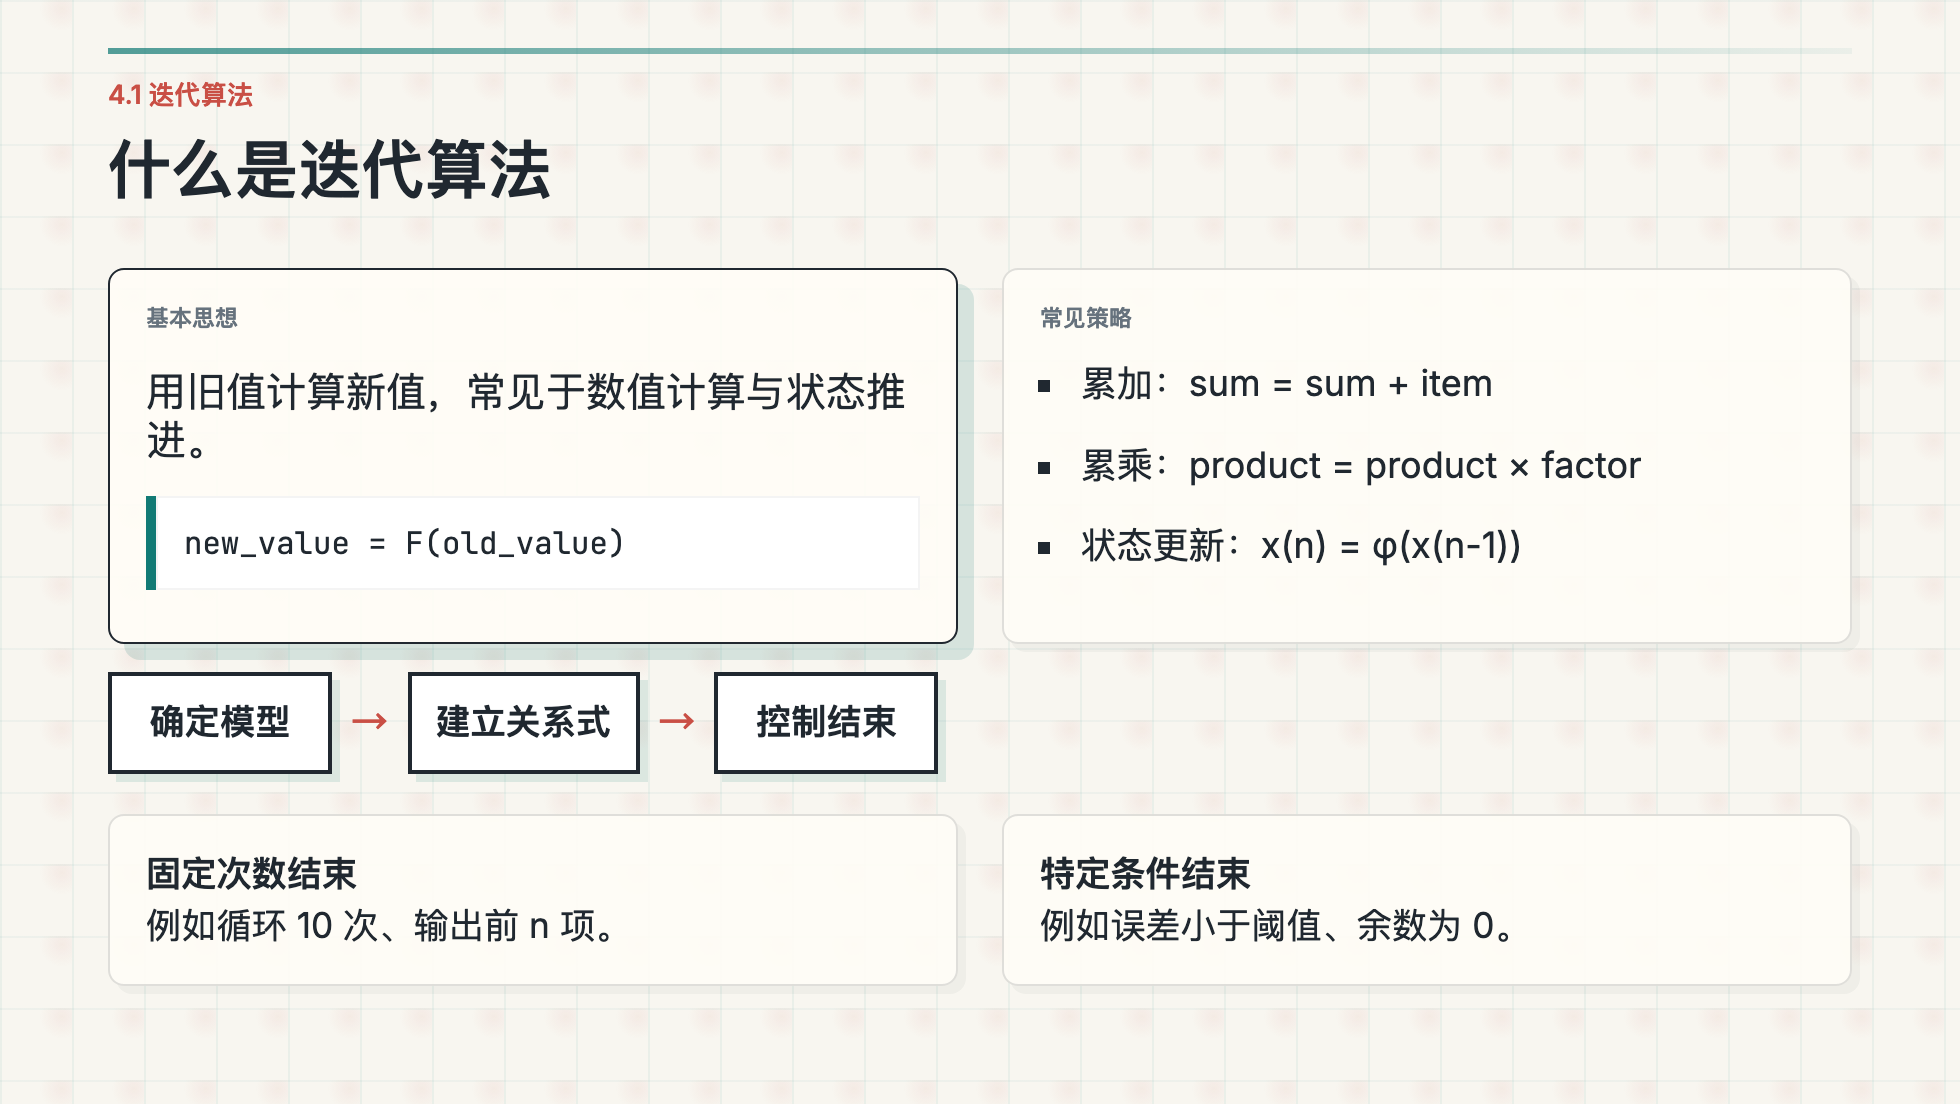 4.1 迭代算法
什么是迭代算法
基本思想
用旧值计算新值，常见于数值计算与状态推
进。
new_value = F(old_value)
常见策略
▪ 累加：sum = sum + item
▪ 累乘：product = product × factor
▪ 状态更新：x(n) = φ(x(n-1))
确定模型 → 建立关系式 → 控制结束
固定次数结束
例如循环 10 次、输出前 n 项。
特定条件结束
例如误差小于阈值、余数为 0。